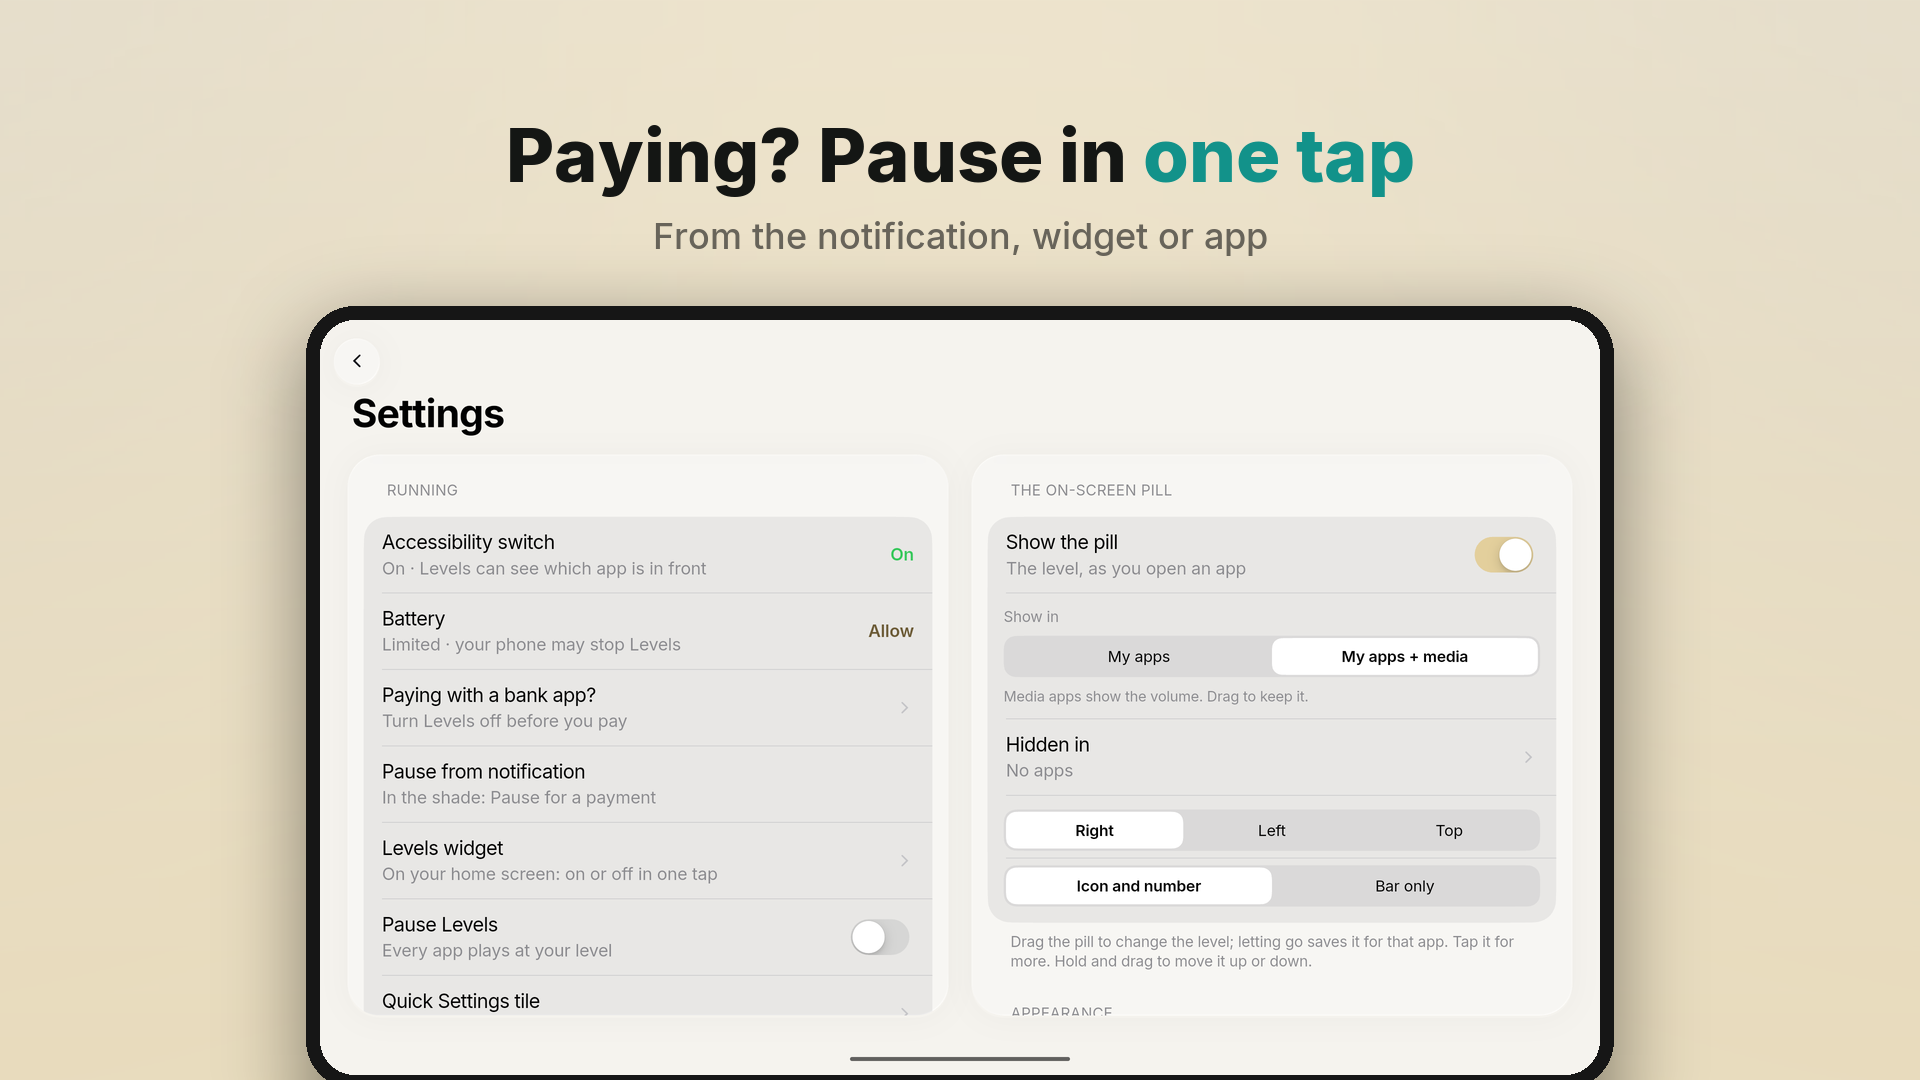 Paying? Pause in one tap
From the notification, widget or app
Settings
RUNNING
Accessibility switch
On · Levels can see which app is in front
On
Battery
Limited · your phone may stop Levels
Allow
Paying with a bank app?
Turn Levels off before you pay
Pause from notification
In the shade: Pause for a payment
Levels widget
On your home screen: on or off in one tap
Pause Levels
Every app plays at your level
Quick Settings tile
THE ON-SCREEN PILL
Show the pill
The level, as you open an app
Show in
My apps
My apps + media
Media apps show the volume. Drag to keep it.
Hidden in
No apps
Right
Left
Top
Icon and number
Bar only
Drag the pill to change the level; letting go saves it for that app. Tap it for
more. Hold and drag to move it up or down.
APPEARANCE